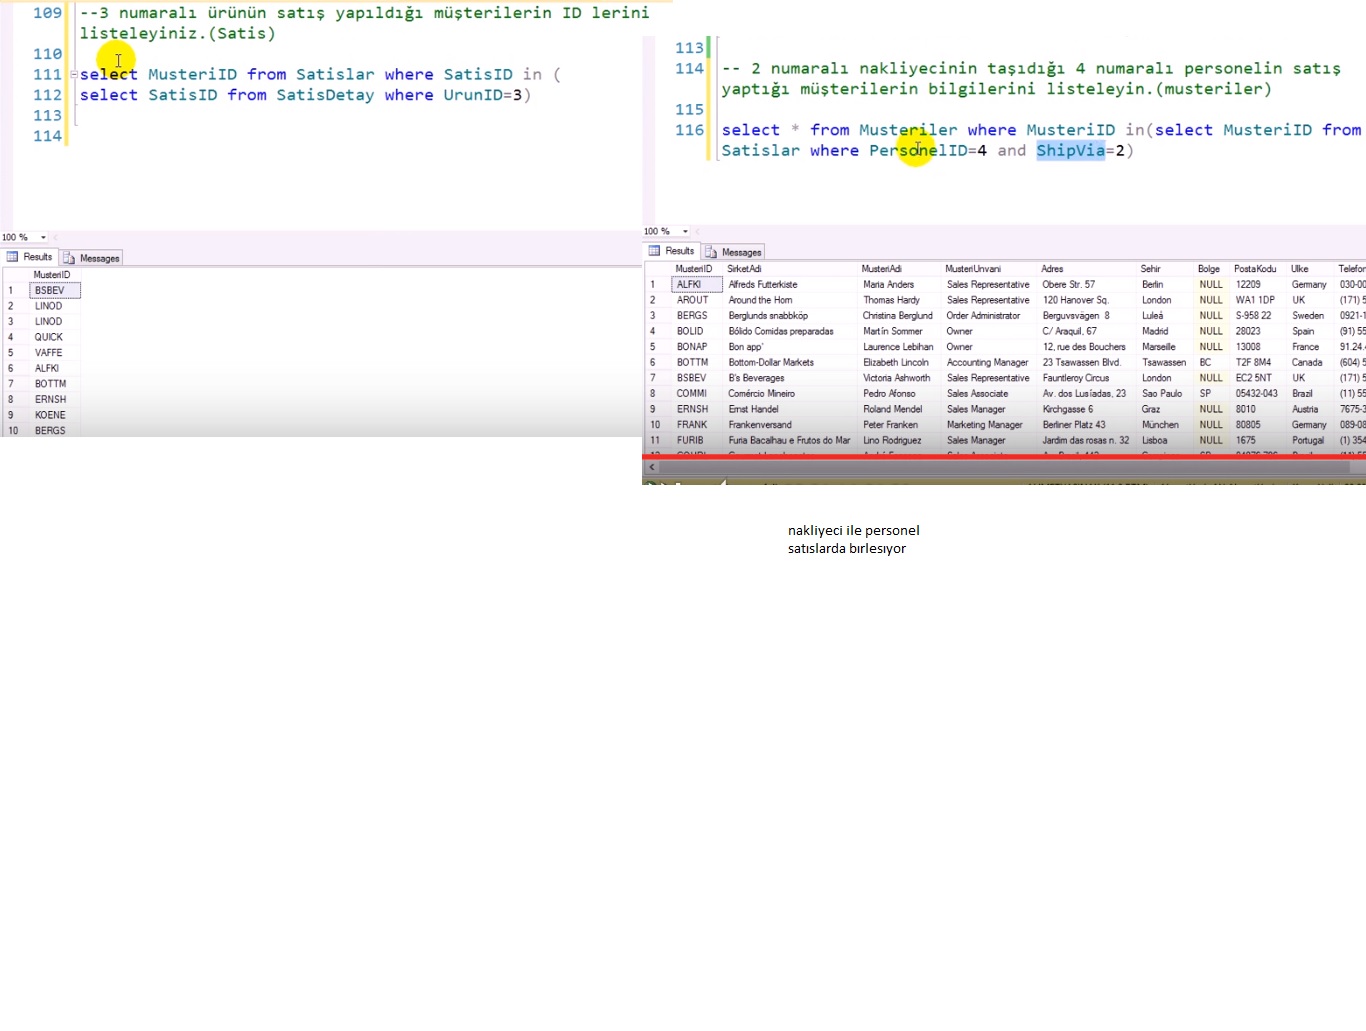 109 --3 numaralı ürünün satış yapıldığı müşterilerin ID lerini
listeleyiniz.(Satis)
110
111 select MusteriID from Satislar where SatisID in (
112 select SatisID from SatisDetay where UrunID=3)
113
114
100 %
Results Messages
MusteriID
1 BSBEV
2 LINOD
3 LINOD
4 QUICK
5 VAFFE
6 ALFKI
7 BOTTM
8 ERNSH
9 KOENE
10 BERGS
113
114 -- 2 numaralı nakliyecinin taşıdığı 4 numaralı personelin satış
yaptığı müşterilerin bilgilerini listeleyin.(musteriler)
115
116 select * from Musteriler where MusteriID in(select MusteriID from
Satislar where PersonelID=4 and ShipVia=2)
100 %
Results Messages
MusteriID SirketAdi MusteriAdi MusteriUnvani Adres Sehir Bolge PostaKodu Ulke Telefor
1 ALFKI Alfreds Futterkiste Maria Anders Sales Representative Obere Str. 57 Berlin NULL 12209 Germany 030-00
2 AROUT Around the Horn Thomas Hardy Sales Representative 120 Hanover Sq. London NULL WA1 1DP UK (171) 5
3 BERGS Berglunds snabbköp Christina Berglund Order Administrator Berguvsvägen 8 Luleå NULL S-958 22 Sweden 0921-1
4 BOLID Bólido Comidas preparadas Martín Sommer Owner C/ Araquil, 67 Madrid NULL 28023 Spain (91) 55
5 BONAP Bon app' Laurence Lebihan Owner 12, rue des Bouchers Marseille NULL 13008 France 91.24.4
6 BOTTM Bottom-Dollar Markets Elizabeth Lincoln Accounting Manager 23 Tsawassen Blvd. Tsawassen BC T2F 8M4 Canada (604) 5
7 BSBEV B's Beverages Victoria Ashworth Sales Representative Fauntleroy Circus London NULL EC2 5NT UK (171) 5
8 COMMI Comércio Mineiro Pedro Afonso Sales Associate Av. dos Lusíadas, 23 Sao Paulo SP 05432-043 Brazil (11) 55
9 ERNSH Ernst Handel Roland Mendel Sales Manager Kirchgasse 6 Graz NULL 8010 Austria 7675-3
10 FRANK Frankenversand Peter Franken Marketing Manager Berliner Platz 43 München NULL 80805 Germany 089-08
11 FURIB Furia Bacalhau e Frutos do Mar Lino Rodriguez Sales Manager Jardim das rosas n. 32 Lisboa NULL 1675 Portugal (1) 354
nakliyeci ile personel
satıslarda bırlesıyor